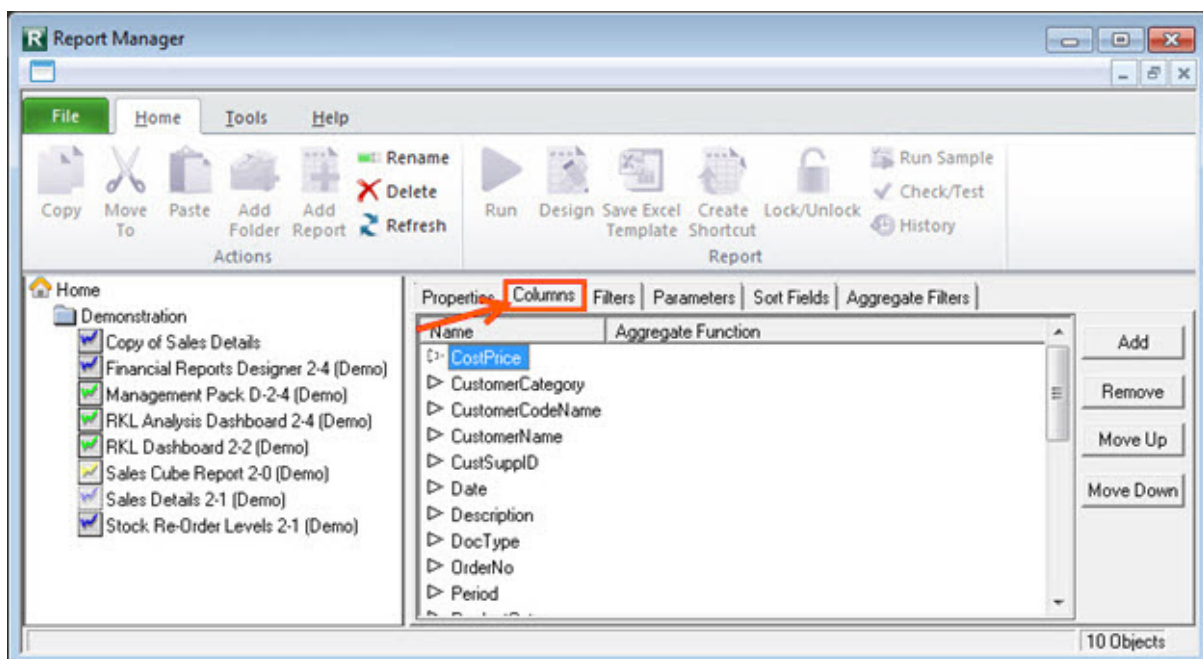 Report Manager
File Home Tools Help
Copy
Move To
Paste
Add Folder
Add Report
Rename
Delete
Refresh
Actions
Run
Design
Save Excel Template
Create Shortcut
Lock/Unlock
Run Sample
Check/Test
History
Report
Home
Demonstration
Copy of Sales Details
Financial Reports Designer 2-4 (Demo)
Management Pack D-2-4 (Demo)
RKL Analysis Dashboard 2-4 (Demo)
RKL Dashboard 2-2 (Demo)
Sales Cube Report 2-0 (Demo)
Sales Details 2-1 (Demo)
Stock Re-Order Levels 2-1 (Demo)
Properties Columns Filters Parameters Sort Fields Aggregate Filters
Name Aggregate Function
CostPrice
CustomerCategory
CustomerCodeName
CustomerName
CustSuppID
Date
Description
DocType
OrderNo
Period
Add
Remove
Move Up
Move Down
10 Objects